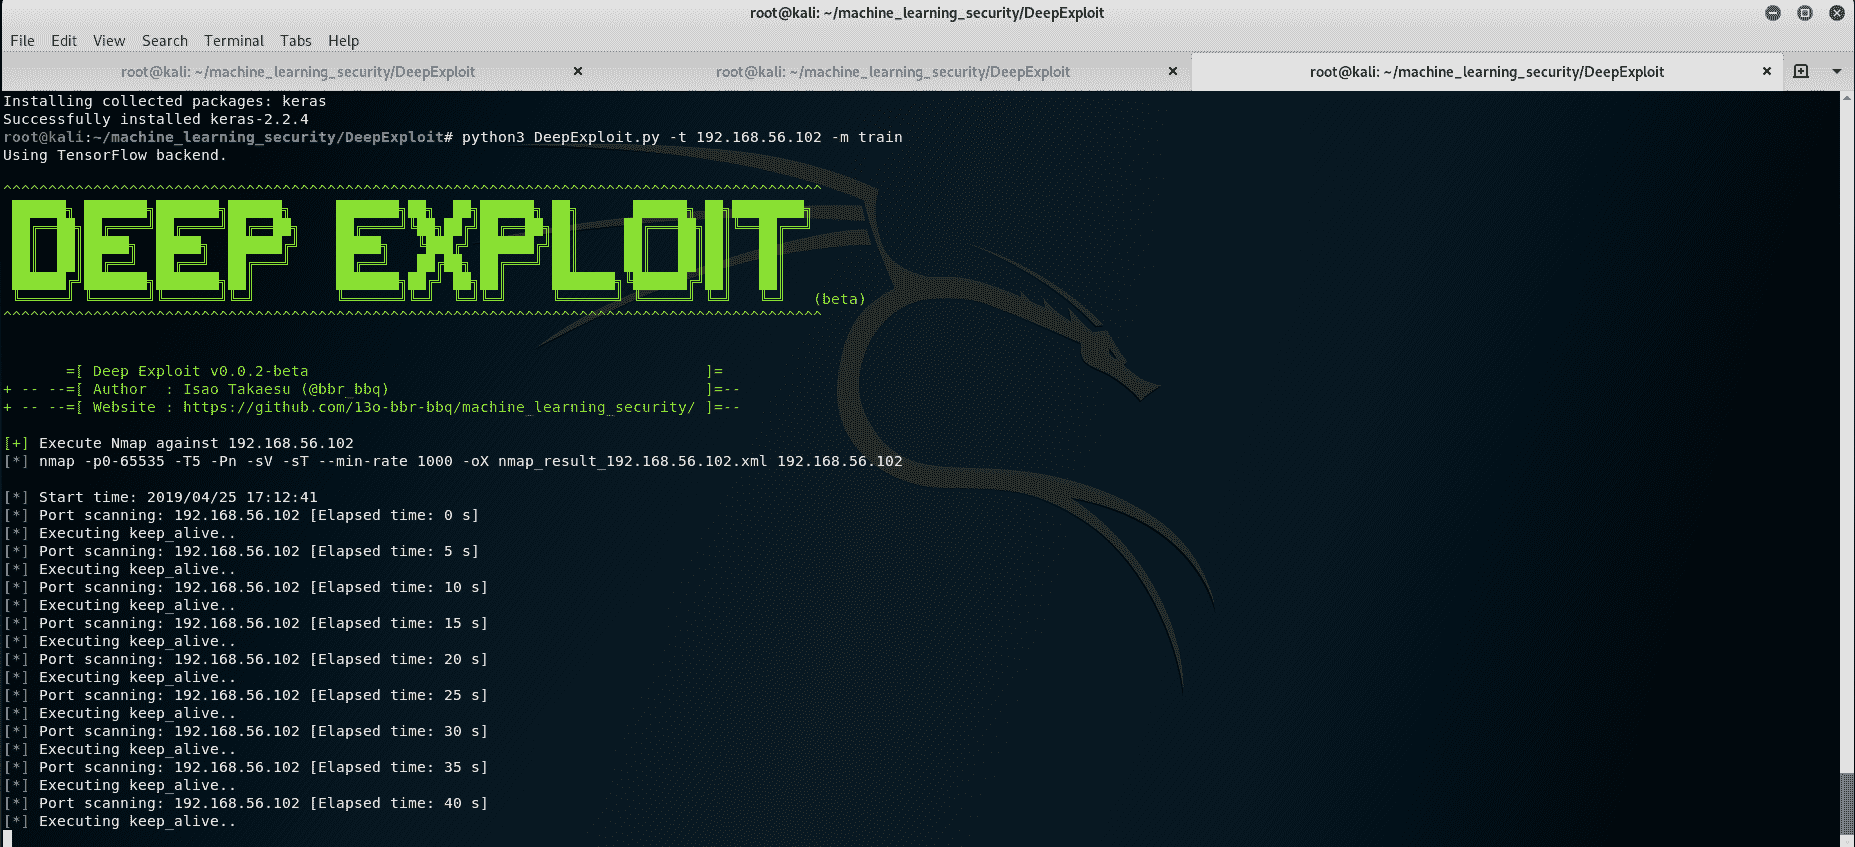 root@kali: ~/machine_learning_security/DeepExploit
File Edit View Search Terminal Tabs Help
root@kali: ~/machine_learning_security/DeepExploit root@kali: ~/machine_learning_security/DeepExploit root@kali: ~/machine_learning_security/DeepExploit
Installing collected packages: keras
Successfully installed keras-2.2.4
root@kali:~/machine_learning_security/DeepExploit# python3 DeepExploit.py -t 192.168.56.102 -m train
Using TensorFlow backend.
^^^^^^^^^^^^^^^^^^^^^^^^^^^^^^^^^^^^^^^^^^^^^^^^^^^^^^^^^^^^^^^^^^^^^^^^^^^^^^^^^^^^^^^^^^^
DEEP EXPLOIT (beta)
^^^^^^^^^^^^^^^^^^^^^^^^^^^^^^^^^^^^^^^^^^^^^^^^^^^^^^^^^^^^^^^^^^^^^^^^^^^^^^^^^^^^^^^^^^^
=[ Deep Exploit v0.0.2-beta ]=
+ -- --=[ Author : Isao Takaesu (@bbr_bbq) ]=--
+ -- --=[ Website : https://github.com/13o-bbr-bbq/machine_learning_security/ ]=--
[+] Execute Nmap against 192.168.56.102
[*] nmap -p0-65535 -T5 -Pn -sV -sT --min-rate 1000 -oX nmap_result_192.168.56.102.xml 192.168.56.102
[*] Start time: 2019/04/25 17:12:41
[*] Port scanning: 192.168.56.102 [Elapsed time: 0 s]
[*] Executing keep_alive..
[*] Port scanning: 192.168.56.102 [Elapsed time: 5 s]
[*] Executing keep_alive..
[*] Port scanning: 192.168.56.102 [Elapsed time: 10 s]
[*] Executing keep_alive..
[*] Port scanning: 192.168.56.102 [Elapsed time: 15 s]
[*] Executing keep_alive..
[*] Port scanning: 192.168.56.102 [Elapsed time: 20 s]
[*] Executing keep_alive..
[*] Port scanning: 192.168.56.102 [Elapsed time: 25 s]
[*] Executing keep_alive..
[*] Port scanning: 192.168.56.102 [Elapsed time: 30 s]
[*] Executing keep_alive..
[*] Port scanning: 192.168.56.102 [Elapsed time: 35 s]
[*] Executing keep_alive..
[*] Port scanning: 192.168.56.102 [Elapsed time: 40 s]
[*] Executing keep_alive..